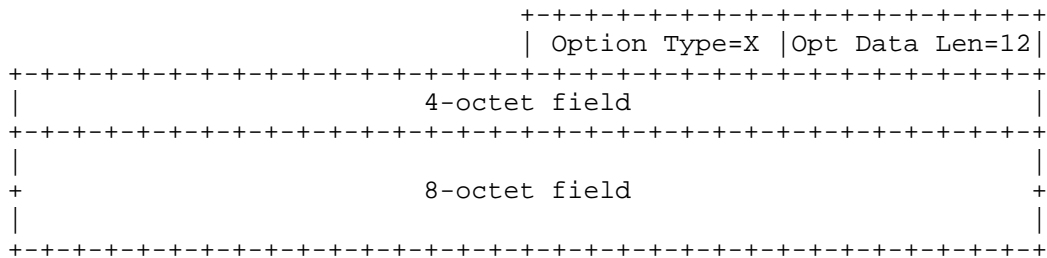 Option Type=X |Opt Data Len=12
4-octet field
8-octet field